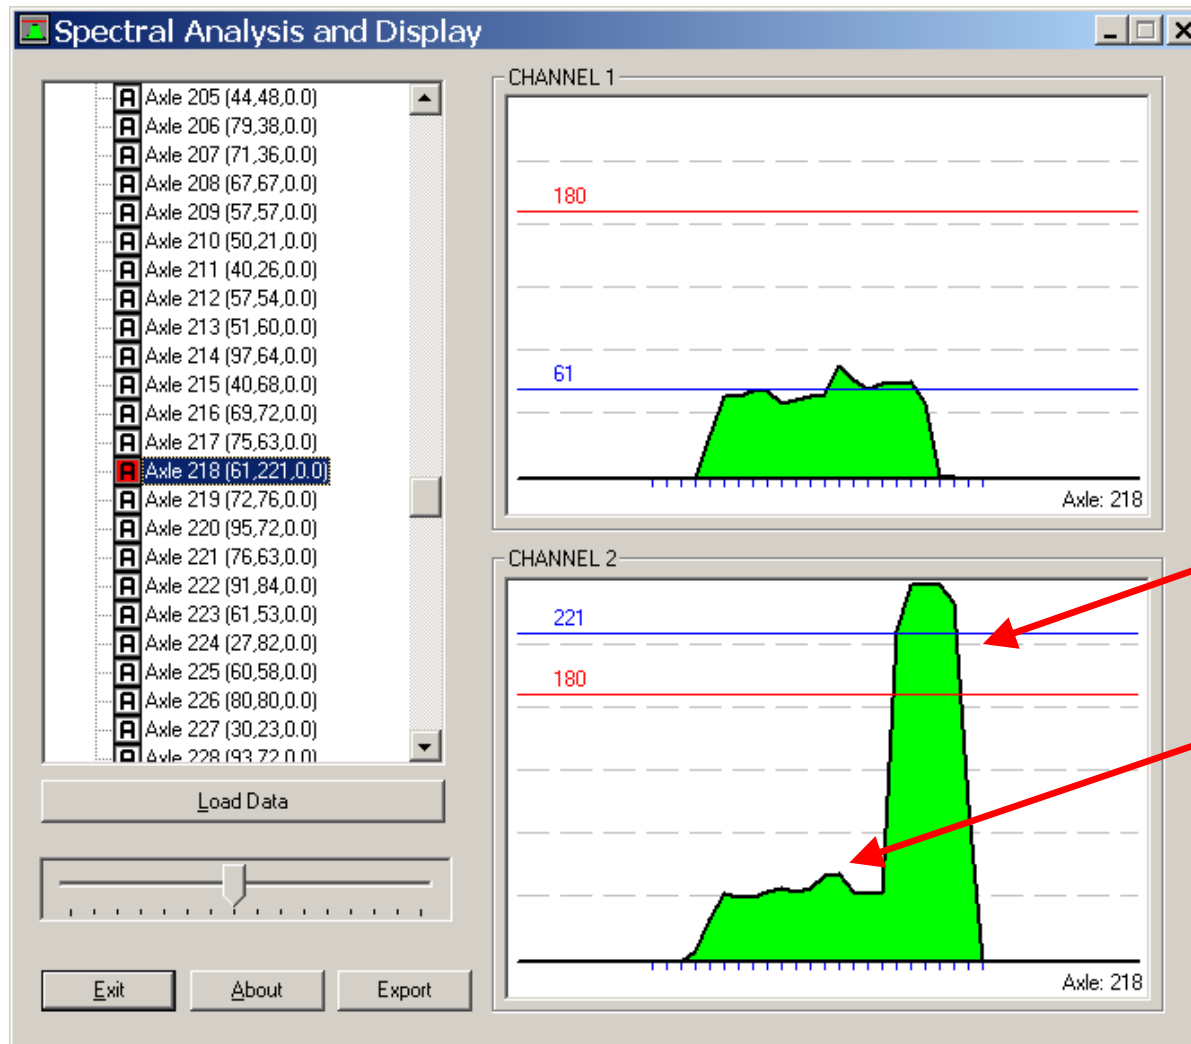 Spectral Analysis and Display
Axle 205 (44,48,0.0)
Axle 206 (79,38,0.0)
Axle 207 (71,36,0.0)
Axle 208 (67,67,0.0)
Axle 209 (57,57,0.0)
Axle 210 (50,21,0.0)
Axle 211 (40,26,0.0)
Axle 212 (57,54,0.0)
Axle 213 (51,60,0.0)
Axle 214 (97,64,0.0)
Axle 215 (40,68,0.0)
Axle 216 (69,72,0.0)
Axle 217 (75,63,0.0)
Axle 218 (61,221,0.0)
Axle 219 (72,76,0.0)
Axle 220 (95,72,0.0)
Axle 221 (76,63,0.0)
Axle 222 (91,84,0.0)
Axle 223 (61,53,0.0)
Axle 224 (27,82,0.0)
Axle 225 (60,58,0.0)
Axle 226 (80,80,0.0)
Axle 227 (30,23,0.0)
Axle 228 (93,72,0.0)
Load Data
Exit
About
Export
CHANNEL 1
180
61
Axle: 218
CHANNEL 2
221
180
Axle: 218